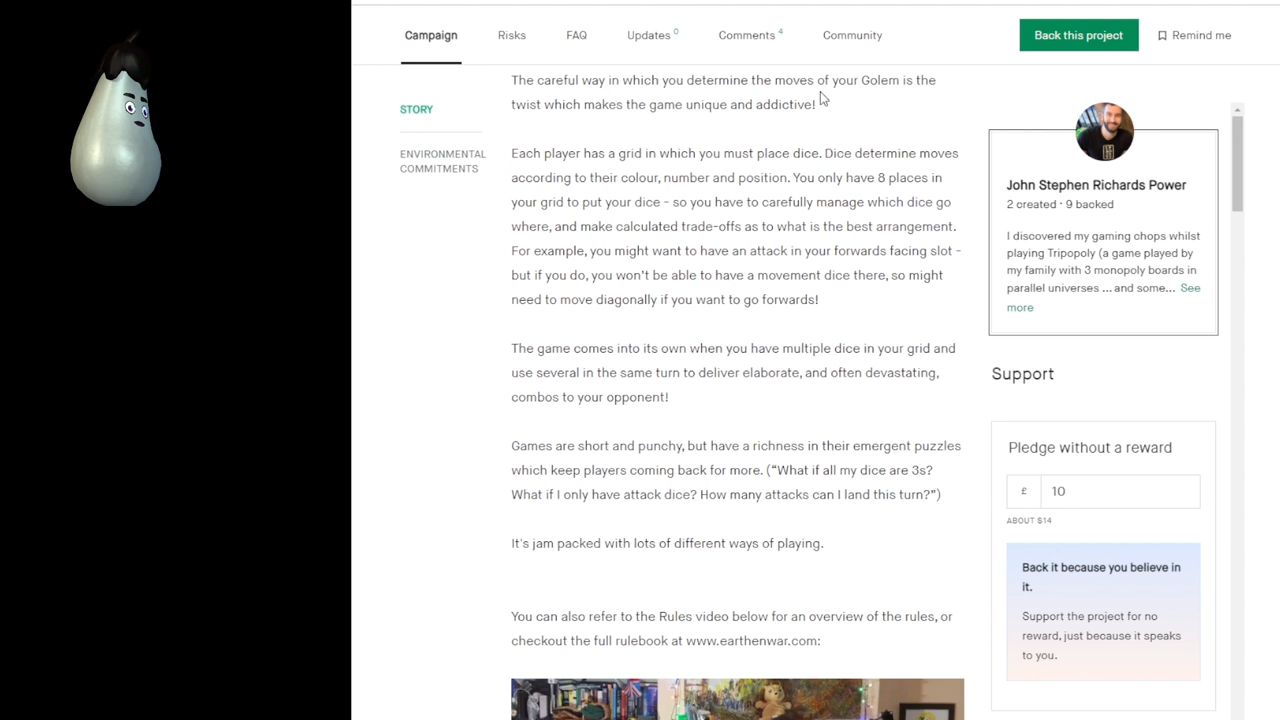 Campaign
Risks
FAQ
Updates 0
Comments 4
Community
Back this project
Remind me
STORY
ENVIRONMENTAL
COMMITMENTS
The careful way in which you determine the moves of your Golem is the
twist which makes the game unique and addictive!
Each player has a grid in which you must place dice. Dice determine moves
according to their colour, number and position. You only have 8 places in
your grid to put your dice - so you have to carefully manage which dice go
where, and make calculated trade-offs as to what is the best arrangement.
For example, you might want to have an attack in your forwards facing slot -
but if you do, you won't be able to have a movement dice there, so might
need to move diagonally if you want to go forwards!
The game comes into its own when you have multiple dice in your grid and
use several in the same turn to deliver elaborate, and often devastating,
combos to your opponent!
Games are short and punchy, but have a richness in their emergent puzzles
which keep players coming back for more. (“What if all my dice are 3s?
What if I only have attack dice? How many attacks can I land this turn?”)
It's jam packed with lots of different ways of playing.
You can also refer to the Rules video below for an overview of the rules, or
checkout the full rulebook at www.earthenwar.com:
John Stephen Richards Power
2 created · 9 backed
I discovered my gaming chops whilst
playing Tripopoly (a game played by
my family with 3 monopoly boards in
parallel universes ... and some... See
more
Support
Pledge without a reward
£ 10
ABOUT $14
Back it because you believe in
it.
Support the project for no
reward, just because it speaks
to you.